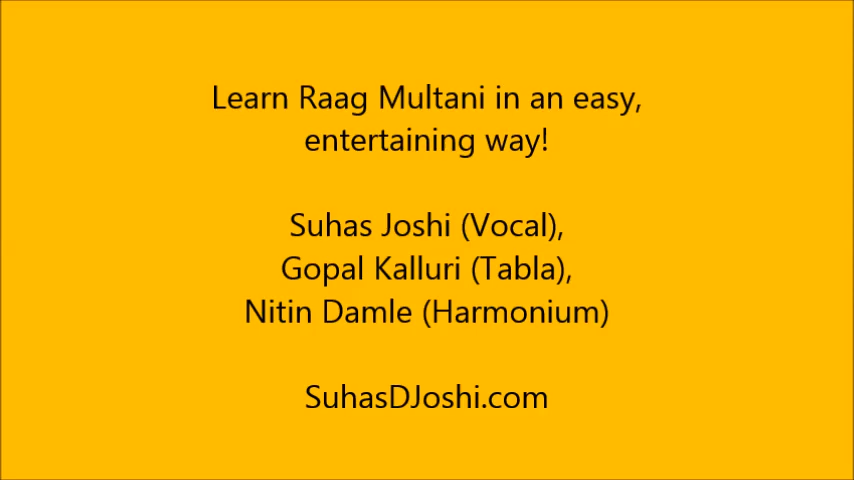 Learn Raag Multani in an easy,
entertaining way!
Suhas Joshi (Vocal),
Gopal Kalluri (Tabla),
Nitin Damle (Harmonium)
SuhasDJoshi.com